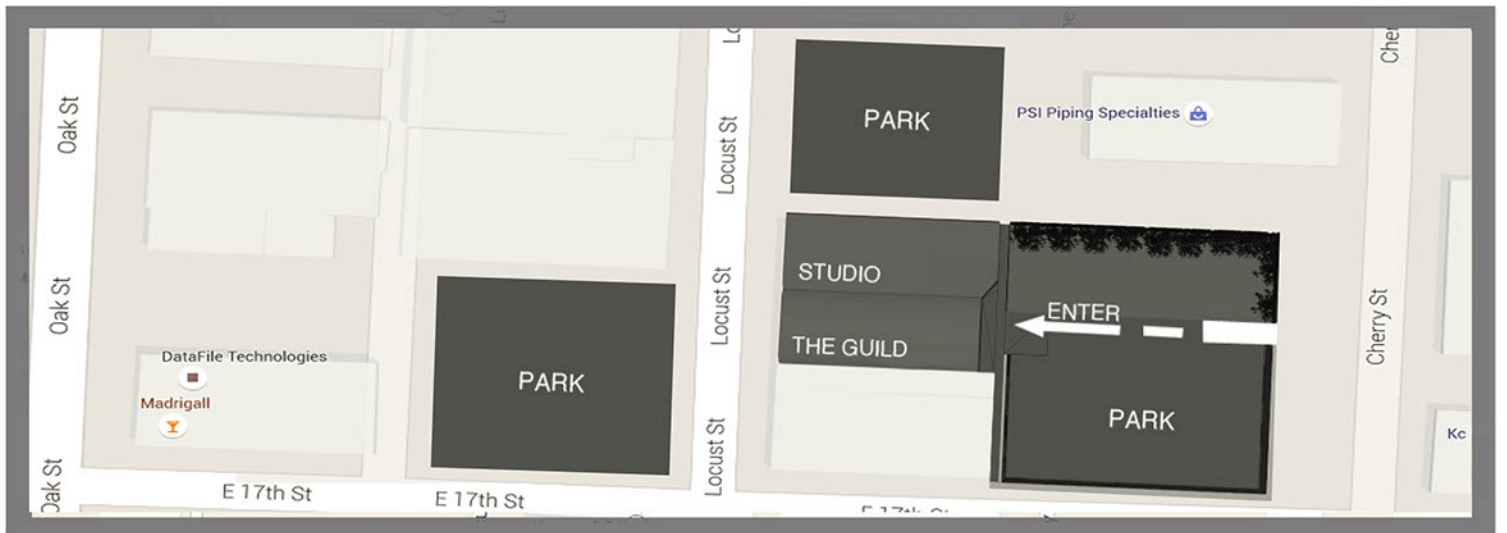 Oak St
Locust St
PARK
PSI Piping Specialties
STUDIO
ENTER
THE GUILD
Oak St
Locust St
Cherry St
DataFile Technologies
Madrigall
PARK
PARK
Kc
Locust St
Oak St
E 17th St
E 17th St